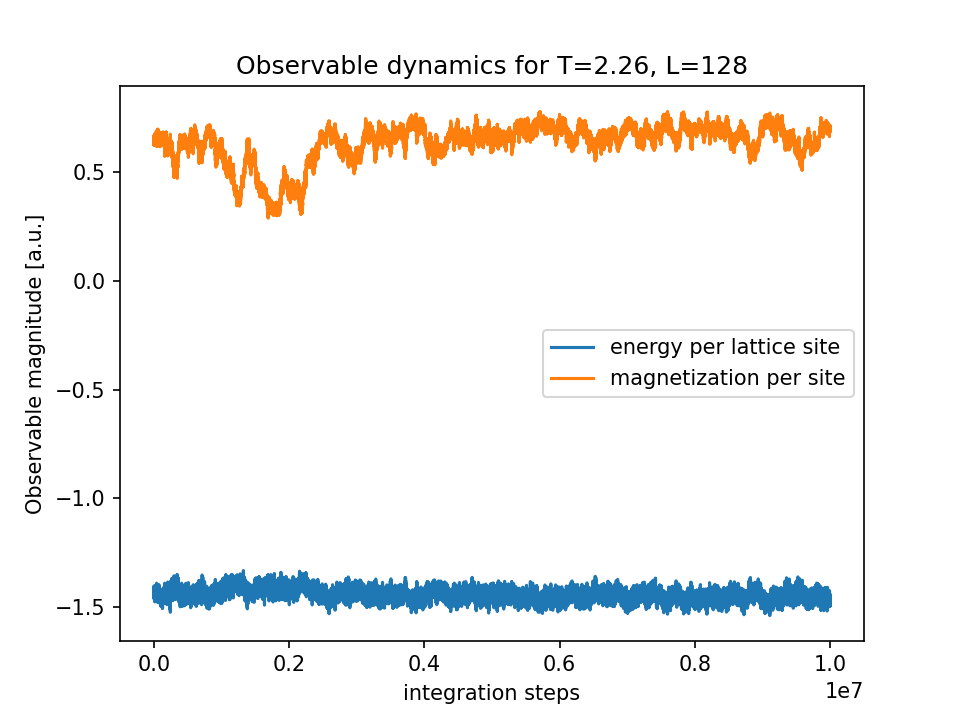 Observable dynamics for T=2.26, L=128
Observable magnitude [a.u.]
0.5
0.0
−0.5
−1.0
−1.5
energy per lattice site
magnetization per site
0.0 0.2 0.4 0.6 0.8 1.0
1e7
integration steps